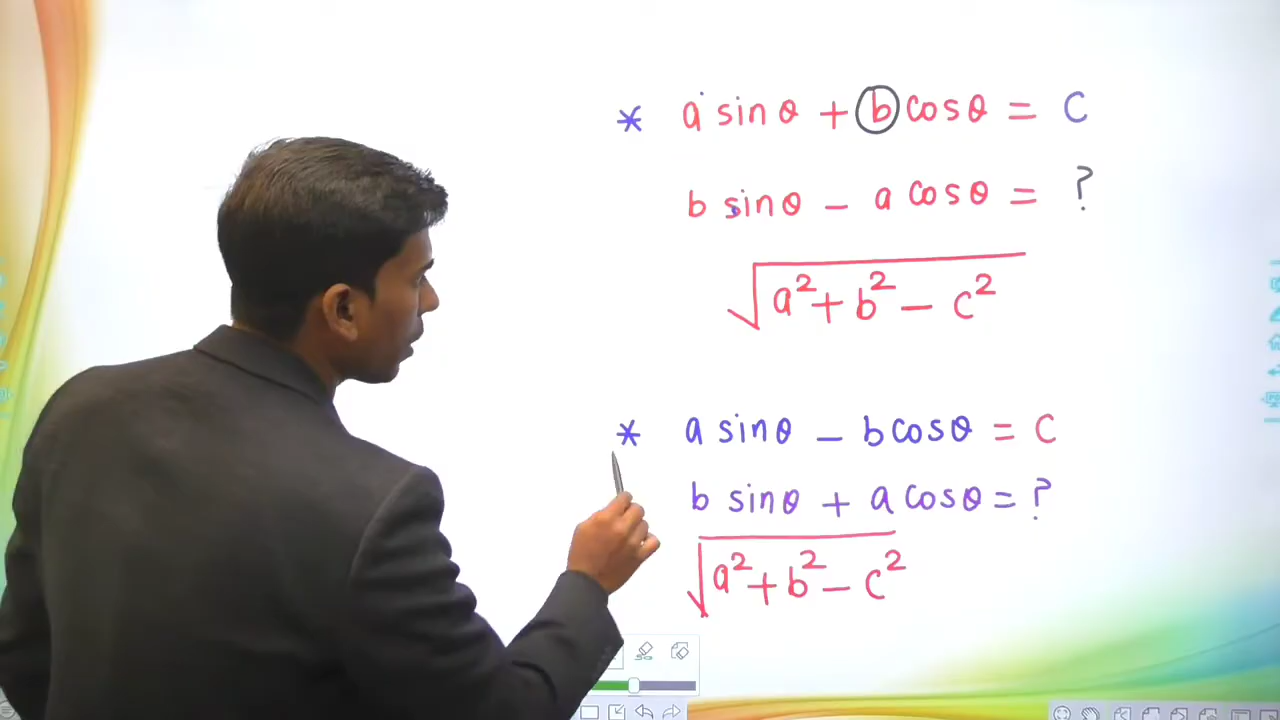 * a sinθ + b cosθ = C
b sinθ - a cosθ = ?
√a²+b²-c²
* a sinθ - b cosθ = C
b sinθ + a cosθ = ?
√a²+b²-c²